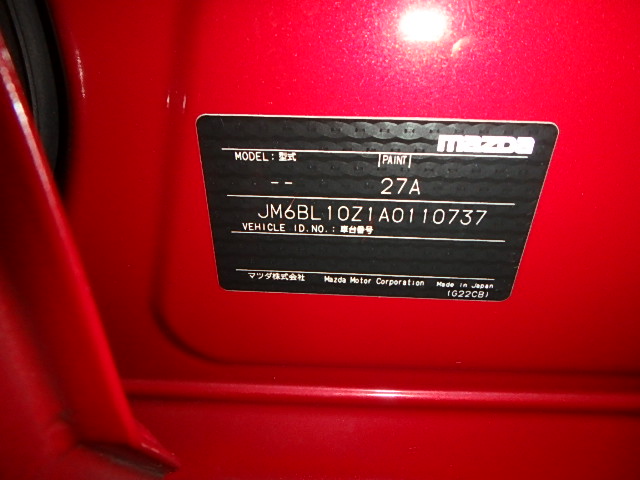 mazda
MODEL:型式 PAINT
-- 27A
JM6BL10Z1A0110737
VEHICLE ID.NO.:車台番号
マツダ株式会社 Mazda Motor Corporation Made in Japan
(G22CB)